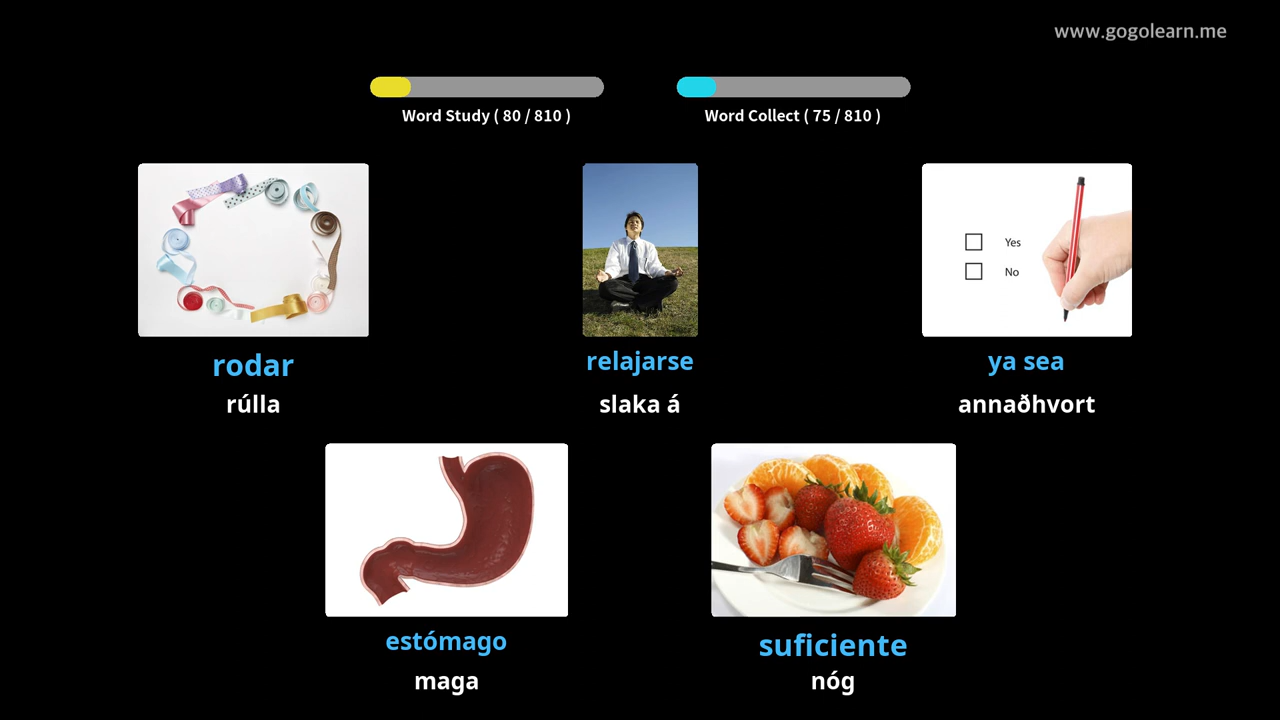 www.gogolearn.me
Word Study ( 80 / 810 )
Word Collect ( 75 / 810 )
Yes
No
rodar
relajarse
ya sea
rúlla
slaka á
annaðhvort
estómago
suficiente
maga
nóg